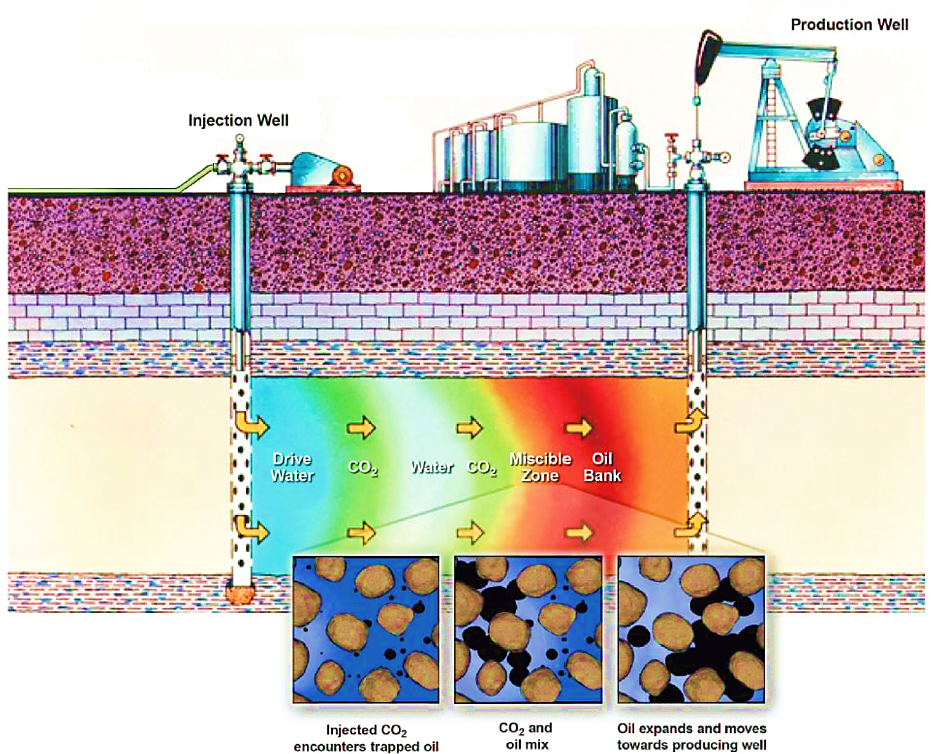 Production Well
Injection Well
Drive
Water
CO₂
Water
CO₂
Miscible
Zone
Oil
Bank
Injected CO₂
encounters trapped oil
CO₂ and
oil mix
Oil expands and moves
towards producing well